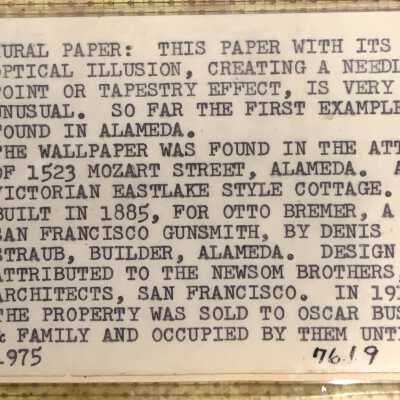 URAL PAPER: THIS PAPER WITH ITS
OPTICAL ILLUSION, CREATING A NEEDL
POINT OR TAPESTRY EFFECT, IS VERY
UNUSUAL. SO FAR THE FIRST EXAMPLE
FOUND IN ALAMEDA.
THE WALLPAPER WAS FOUND IN THE ATT
OF 1523 MOZART STREET, ALAMEDA. A
VICTORIAN EASTLAKE STYLE COTTAGE.
BUILT IN 1885, FOR OTTO BREMER, A
SAN FRANCISCO GUNSMITH, BY DENIS
STRAUB, BUILDER, ALAMEDA. DESIGN
ATTRIBUTED TO THE NEWSOM BROTHERS,
ARCHITECTS, SAN FRANCISCO. IN 191
THE PROPERTY WAS SOLD TO OSCAR BUS
& FAMILY AND OCCUPIED BY THEM UNTI
1975 76.1 9